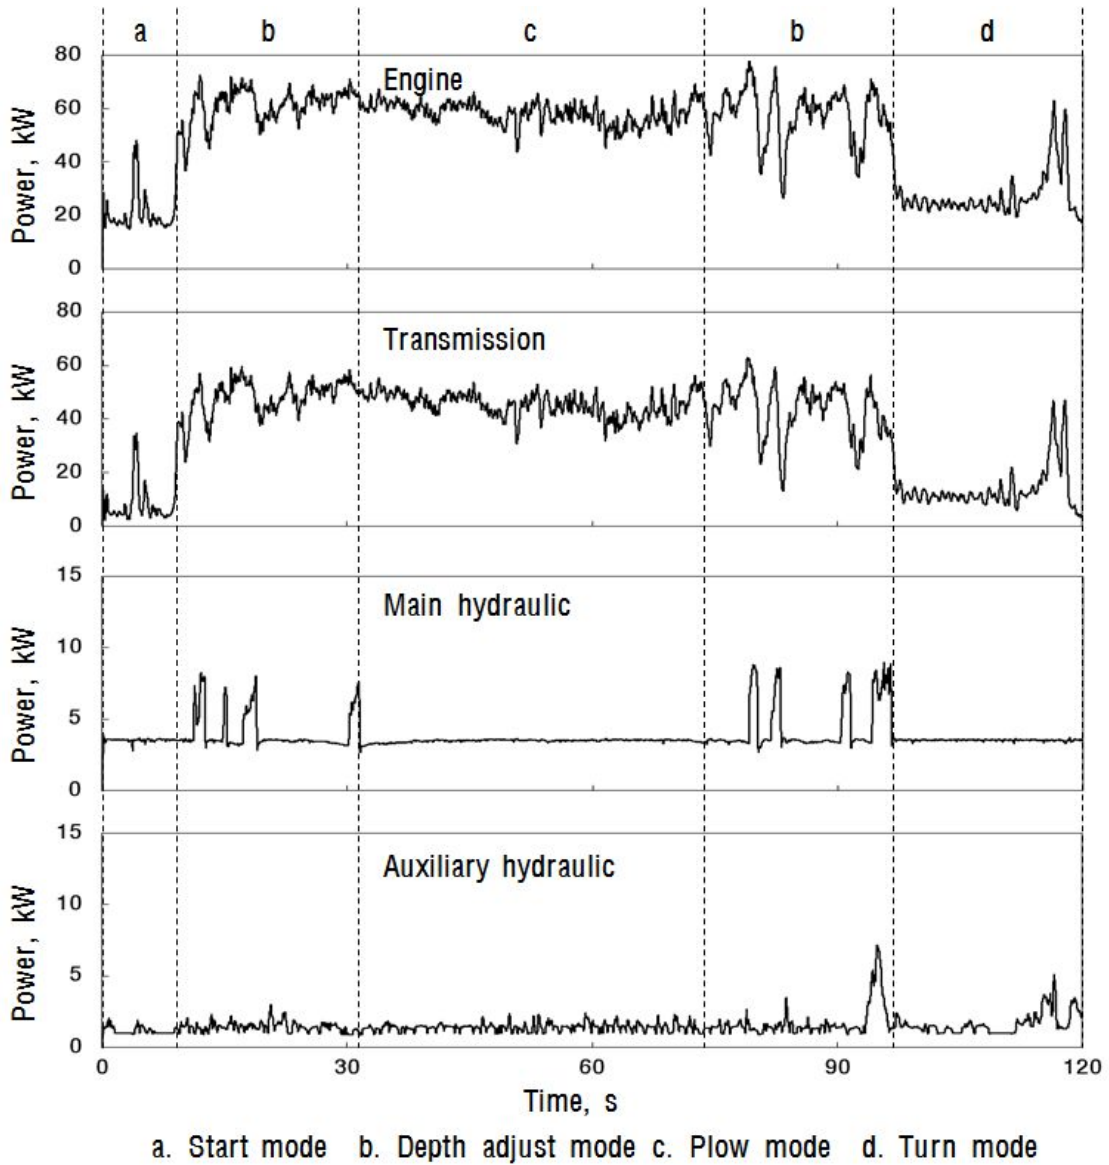 a b c b d
80
Engine
60
40
20
0
Power, kW
80
Transmission
60
40
20
0
Power, kW
15
Main hydraulic
10
5
0
Power, kW
15
Auxiliary hydraulic
10
5
0
Power, kW
0 30 60 90 120
Time, s
a. Start mode b. Depth adjust mode c. Plow mode d. Turn mode